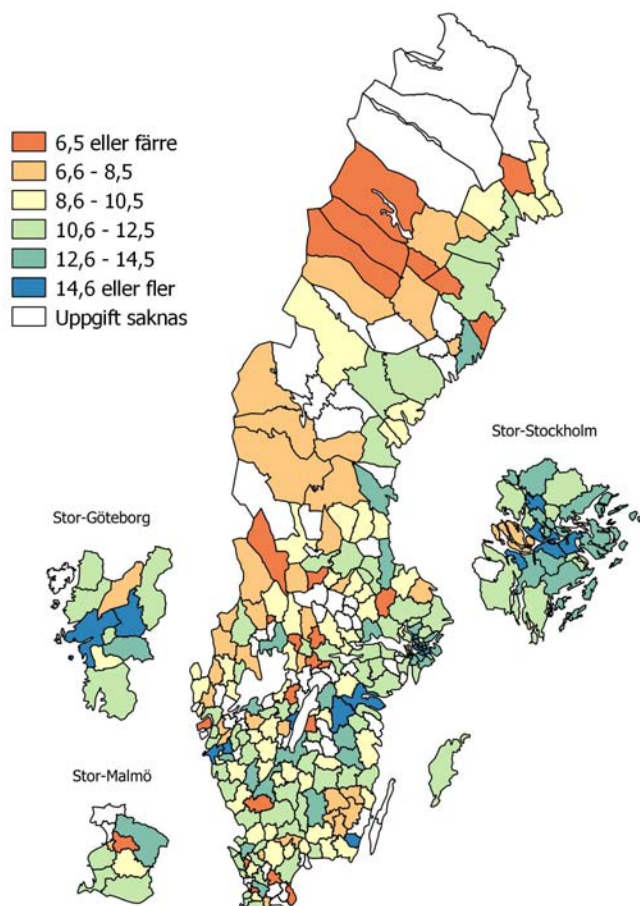 6,5 eller färre
6,6 - 8,5
8,6 - 10,5
10,6 - 12,5
12,6 - 14,5
14,6 eller fler
Uppgift saknas
Stor-Stockholm
Stor-Göteborg
Stor-Malmö